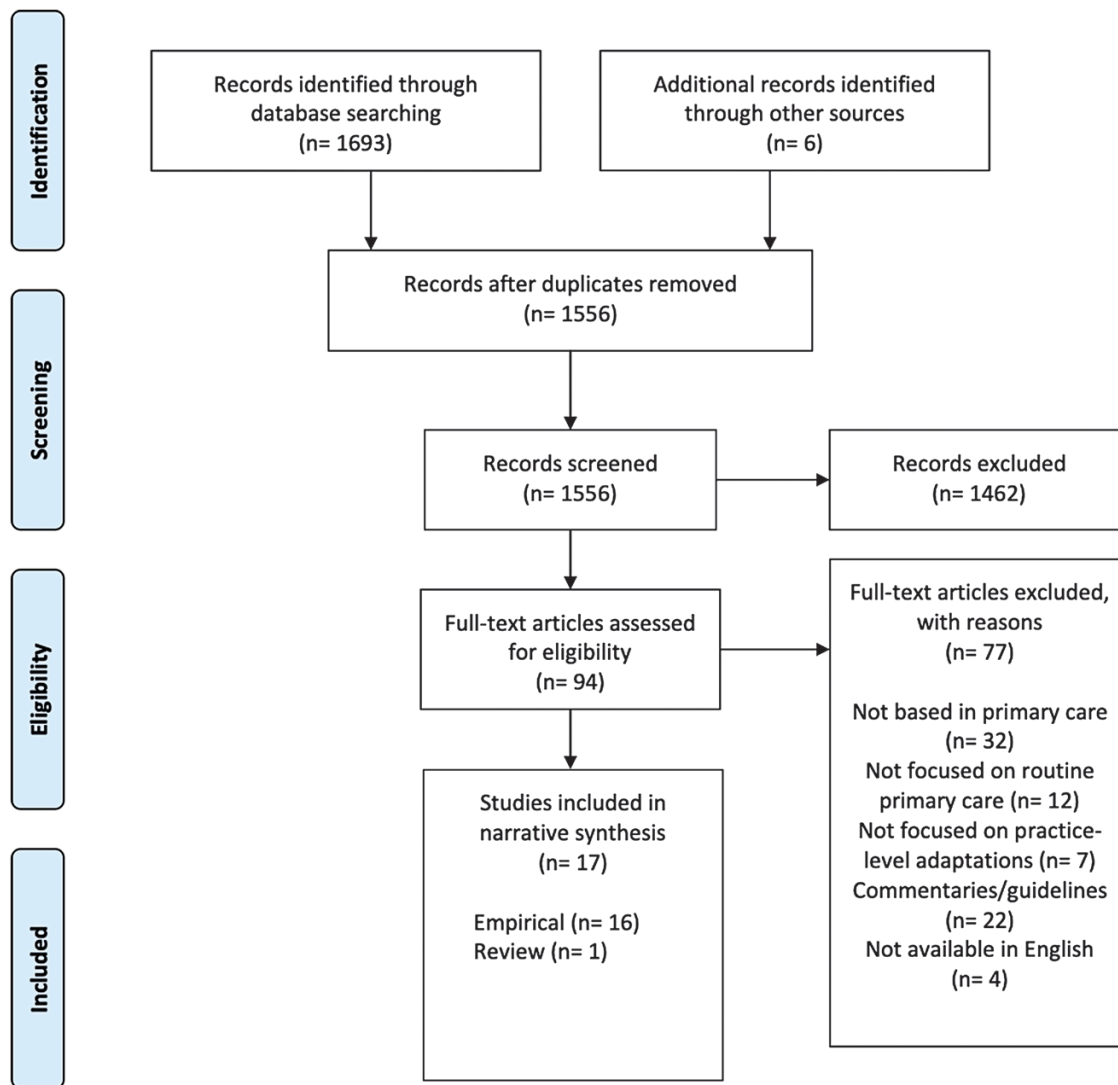 Identification
Records identified through
database searching
(n= 1693)
Additional records identified
through other sources
(n= 6)
Records after duplicates removed
(n= 1556)
Screening
Records screened
(n= 1556)
Records excluded
(n= 1462)
Eligibility
Full-text articles assessed
for eligibility
(n= 94)
Full-text articles excluded,
with reasons
(n= 77)
Not based in primary care
(n= 32)
Not focused on routine
primary care (n= 12)
Not focused on practice-
level adaptations (n= 7)
Commentaries/guidelines
(n= 22)
Not available in English
(n= 4)
Included
Studies included in
narrative synthesis
(n= 17)
Empirical (n= 16)
Review (n= 1)